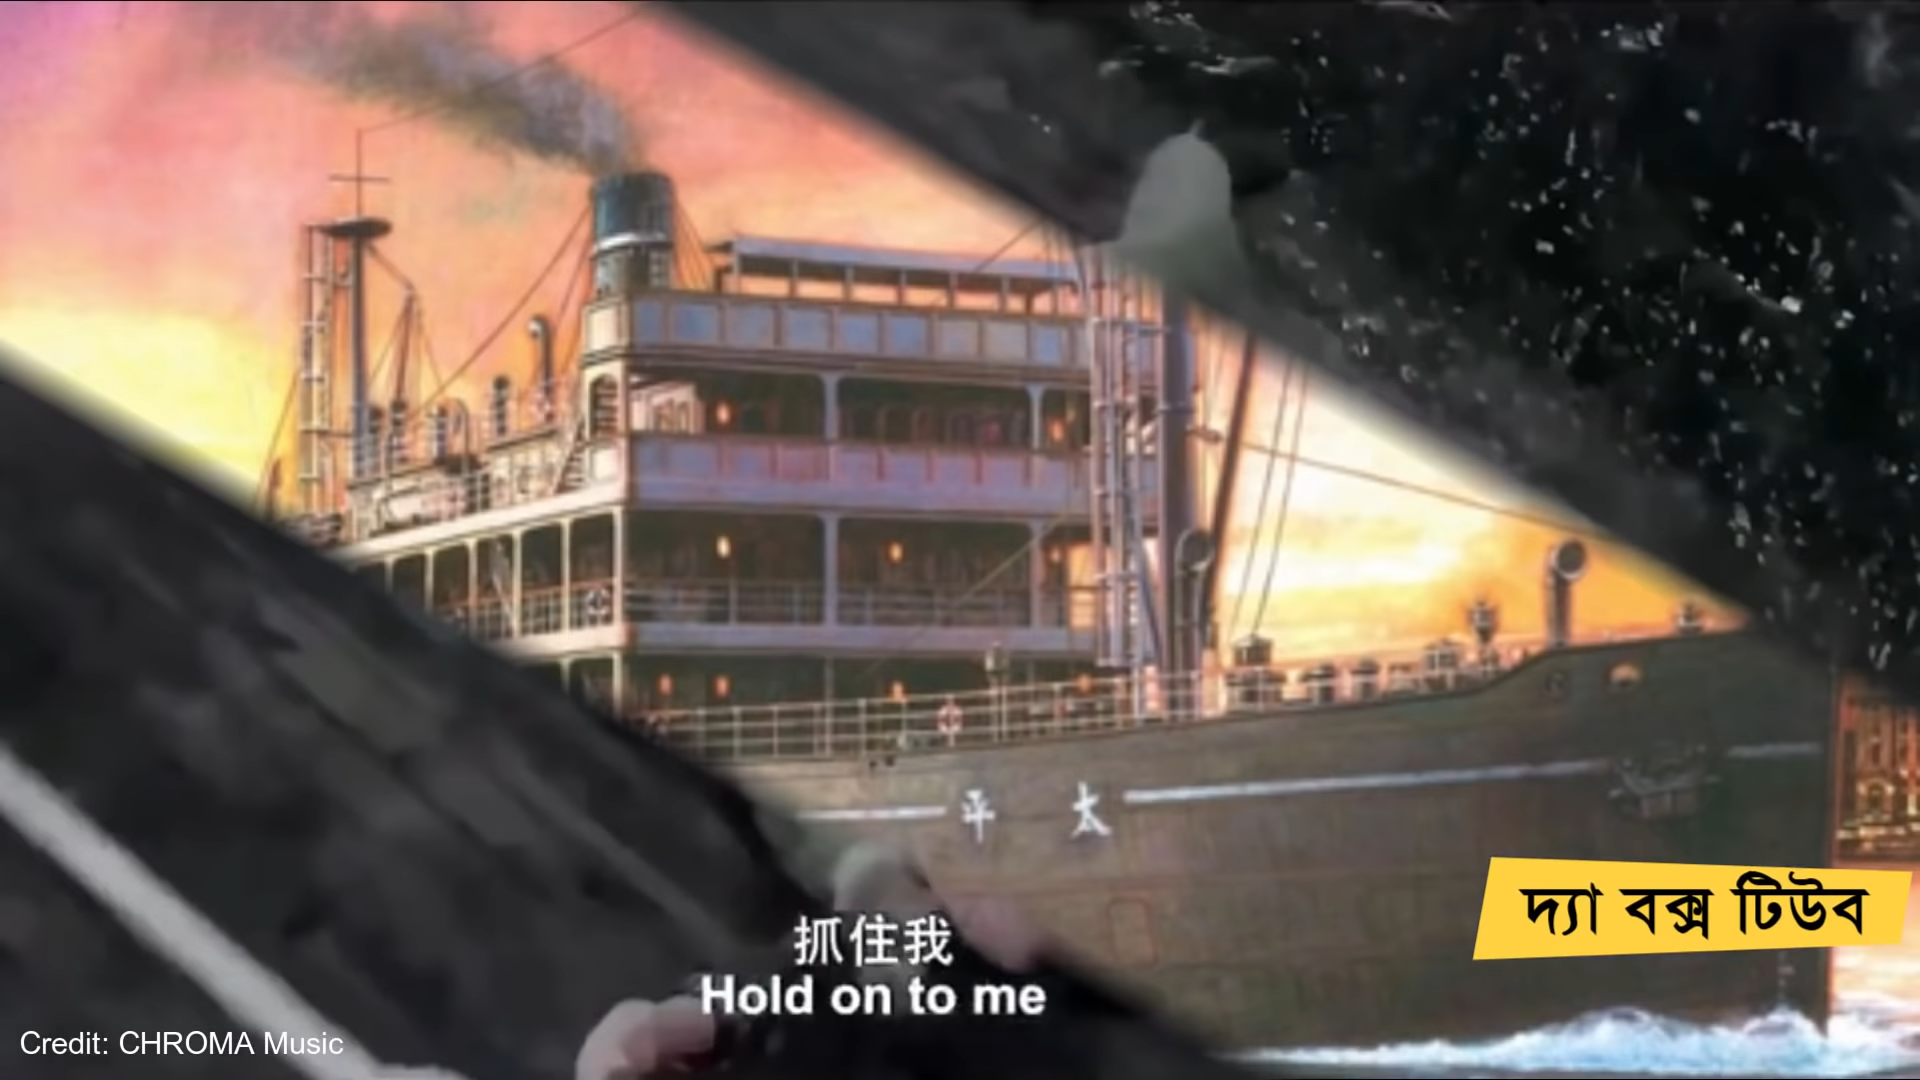 平 太
抓住我
Hold on to me
দ্যা বক্স টিউব
Credit: CHROMA Music